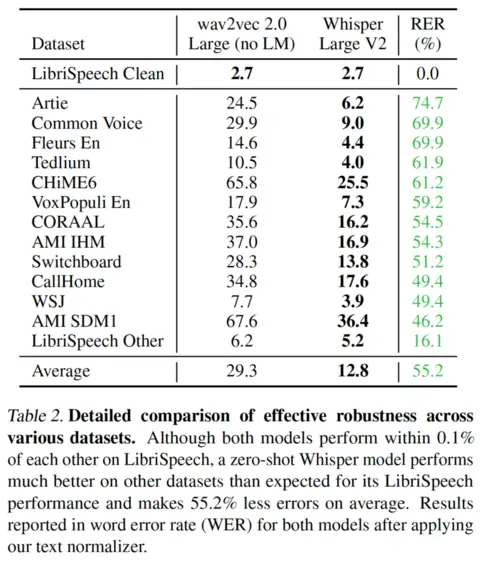 wav2vec 2.0 Whisper RER
Dataset Large (no LM) Large V2 (%)
LibriSpeech Clean 2.7 2.7 0.0
Artie 24.5 6.2 74.7
Common Voice 29.9 9.0 69.9
Fleurs En 14.6 4.4 69.9
Tedlium 10.5 4.0 61.9
CHiME6 65.8 25.5 61.2
VoxPopuli En 17.9 7.3 59.2
CORAAL 35.6 16.2 54.5
AMI IHM 37.0 16.9 54.3
Switchboard 28.3 13.8 51.2
CallHome 34.8 17.6 49.4
WSJ 7.7 3.9 49.4
AMI SDM1 67.6 36.4 46.2
LibriSpeech Other 6.2 5.2 16.1
Average 29.3 12.8 55.2
Table 2. Detailed comparison of effective robustness across
various datasets. Although both models perform within 0.1%
of each other on LibriSpeech, a zero-shot Whisper model performs
much better on other datasets than expected for its LibriSpeech
performance and makes 55.2% less errors on average. Results
reported in word error rate (WER) for both models after applying
our text normalizer.